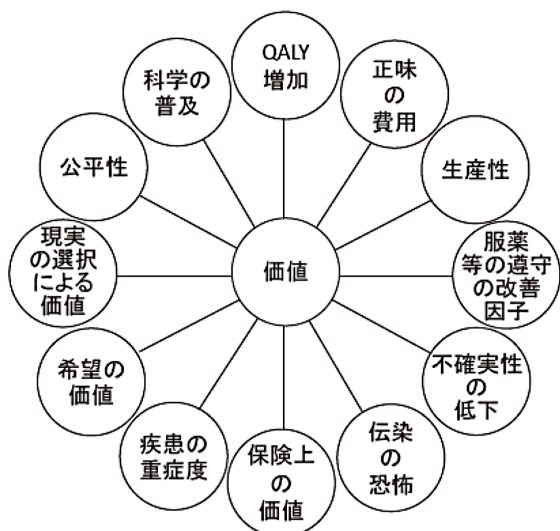 QALY
増加
正味
の
費用
生産性
服薬
等の遵守
の改善
因子
不確実性
の
低下
伝染
の
恐怖
保険上
の
価値
疾患の
重症度
希望の
価値
現実
の選択
による
価値
公平性
科学の
普及
価値